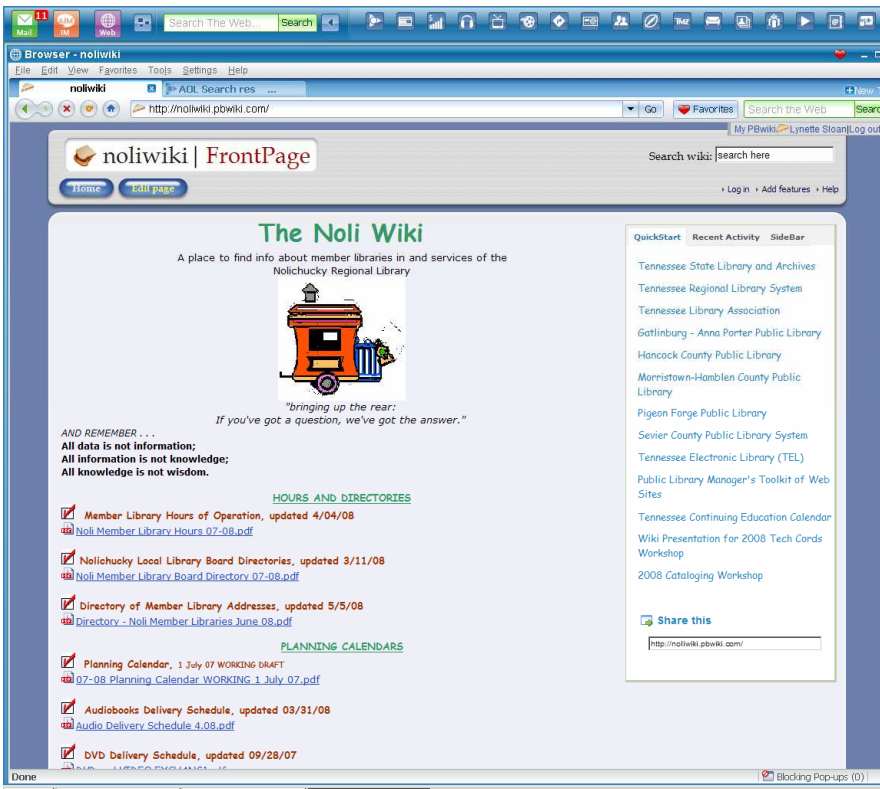 11
Mail
AIM
IM
Web
Search The Web...
Search
TMZ
Browser - noliwiki
File Edit View Favorites Tools Settings Help
noliwiki
AOL Search res ...
New
http://noliwiki.pbwiki.com/
Go
Favorites
Search the Web
My PBwiki Lynette Sloan|Log out
noliwiki | FrontPage
Search wiki: search here
Home
Edit page
Log in
Add features
Help
The Noli Wiki
A place to find info about member libraries in and services of the
Nolichucky Regional Library
"bringing up the rear:
If you've got a question, we've got the answer."
AND REMEMBER . . .
All data is not information;
All information is not knowledge;
All knowledge is not wisdom.
HOURS AND DIRECTORIES
Member Library Hours of Operation, updated 4/04/08
Noli Member Library Hours 07-08.pdf
Nolichucky Local Library Board Directories, updated 3/11/08
Noli Member Library Board Directory 07-08.pdf
Directory of Member Library Addresses, updated 5/5/08
Directory - Noli Member Libraries June 08.pdf
PLANNING CALENDARS
Planning Calendar, 1 July 07 WORKING DRAFT
07-08 Planning Calendar WORKING 1 July 07.pdf
Audiobooks Delivery Schedule, updated 03/31/08
Audio Delivery Schedule 4.08.pdf
DVD Delivery Schedule, updated 09/28/07
QuickStart
Recent Activity
SideBar
Tennessee State Library and Archives
Tennessee Regional Library System
Tennessee Library Association
Gatlinburg - Anna Porter Public Library
Hancock County Public Library
Morristown-Hamblen County Public
Library
Pigeon Forge Public Library
Sevier County Public Library System
Tennessee Electronic Library (TEL)
Public Library Manager's Toolkit of Web
Sites
Tennessee Continuing Education Calendar
Wiki Presentation for 2008 Tech Cords
Workshop
2008 Cataloging Workshop
Share this
http://noliwiki.pbwiki.com/
Done
Blocking Pop-ups (0)